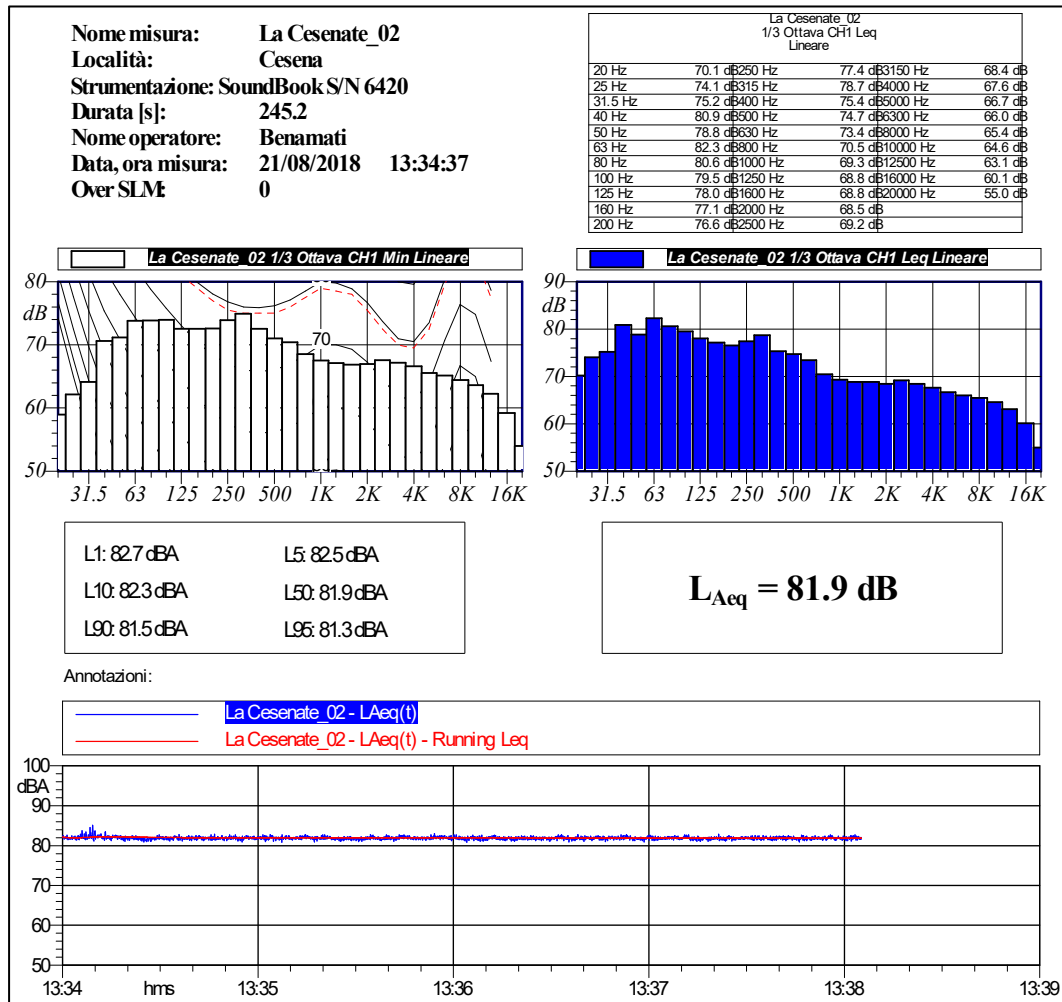 Nome misura: La Cesenate_02
Località: Cesena
Strumentazione: SoundBook S/N 6420
Durata [s]: 245.2
Nome operatore: Benamati
Data, ora misura: 21/08/2018 13:34:37
Over SLM: 0
La Cesenate_02
1/3 Ottava CH1 Leq
Lineare
20 Hz 70.1 dB 250 Hz 77.4 dB 3150 Hz 68.4 dB
25 Hz 74.1 dB 315 Hz 78.7 dB 4000 Hz 67.6 dB
31.5 Hz 75.2 dB 400 Hz 75.4 dB 5000 Hz 66.7 dB
40 Hz 80.9 dB 500 Hz 74.7 dB 6300 Hz 66.0 dB
50 Hz 78.8 dB 630 Hz 73.4 dB 8000 Hz 65.4 dB
63 Hz 82.3 dB 800 Hz 70.5 dB 10000 Hz 64.6 dB
80 Hz 80.6 dB 1000 Hz 69.3 dB 12500 Hz 63.1 dB
100 Hz 79.5 dB 1250 Hz 68.8 dB 16000 Hz 60.1 dB
125 Hz 78.0 dB 1600 Hz 68.8 dB 20000 Hz 55.0 dB
160 Hz 77.1 dB 2000 Hz 68.5 dB
200 Hz 76.6 dB 2500 Hz 69.2 dB
La Cesenate_02 1/3 Ottava CH1 Min Lineare
80
dB
70
60
50
70
31.5 63 125 250 500 1K 2K 4K 8K 16K
La Cesenate_02 1/3 Ottava CH1 Leq Lineare
90
dB
80
70
60
50
31.5 63 125 250 500 1K 2K 4K 8K 16K
L1: 82.7 dBA L5: 82.5 dBA
L10: 82.3 dBA L50: 81.9 dBA
L90: 81.5 dBA L95: 81.3 dBA
LAeq = 81.9 dB
Annotazioni:
La Cesenate_02 - LAeq(t)
La Cesenate_02 - LAeq(t) - Running Leq
100
dBA
90
80
70
60
50
13:34 hms 13:35 13:36 13:37 13:38 13:39